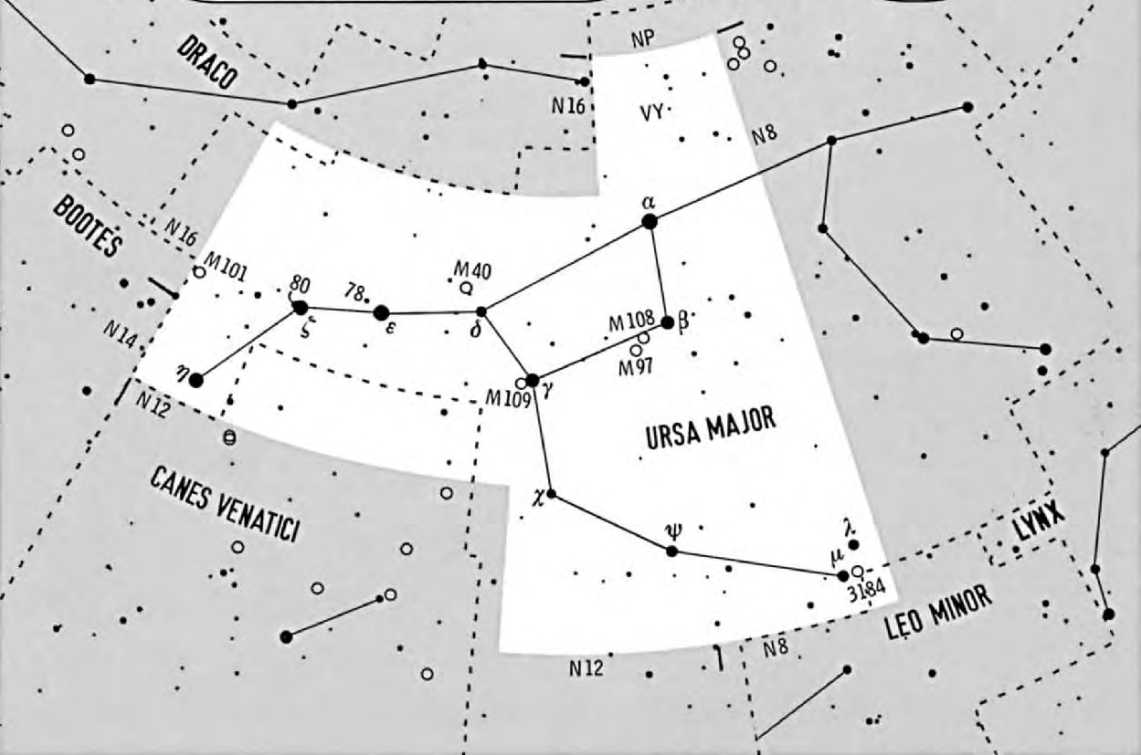 NP
DRACO
N16
VY
N8
α
BOOTES
N16
M101
M40
80
78
ζ
ε
δ
M108
β
M97
N14
η
M109
γ
N12
URSA MAJOR
CANES VENATICI
χ
ψ
λ
μ
3184
LYNX
LEO MINOR
N8
N12